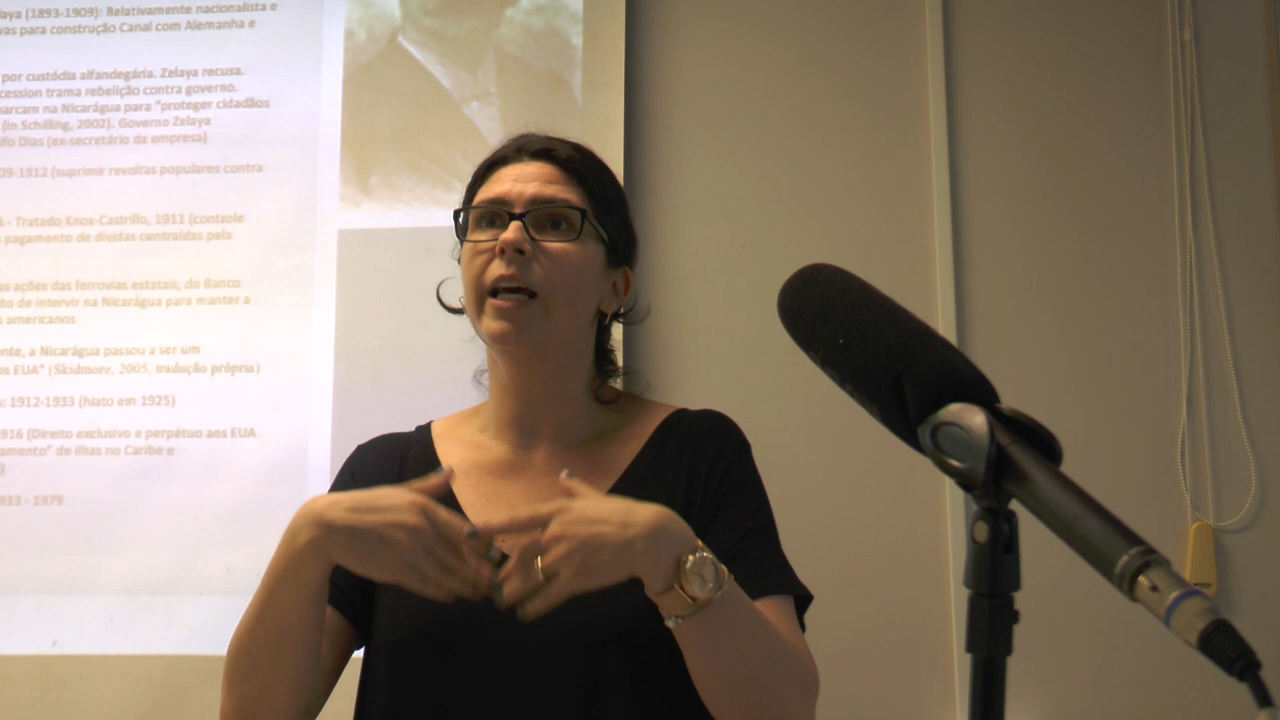 laya (1893-1909): Relativamente nacionalista e
vas para construção Canal com Alemanha e
por custódia alfandegária. Zelaya recusa.
cession trama rebelião contra governo.
arcam na Nicarágua para "proteger cidadãos
(in Schilling, 2002). Governo Zelaya
lfo Dias (ex-secretário da empresa)
09-1912 (suprimir revoltas populares contra
A - Tratado Knox-Castrillo, 1911 (controle
pagamento de dívidas contraídas pela
as ações das ferrovias estatais, do Banco
ito de intervir na Nicarágua para manter a
s americanos
nte, a Nicarágua passou a ser um
os EUA" (Skidmore, 2005, tradução própria)
s: 1912-1933 (hiato em 1925)
916 (Direito exclusivo e perpétuo aos EUA
amento" de ilhas no Caribe e
)
933 - 1979